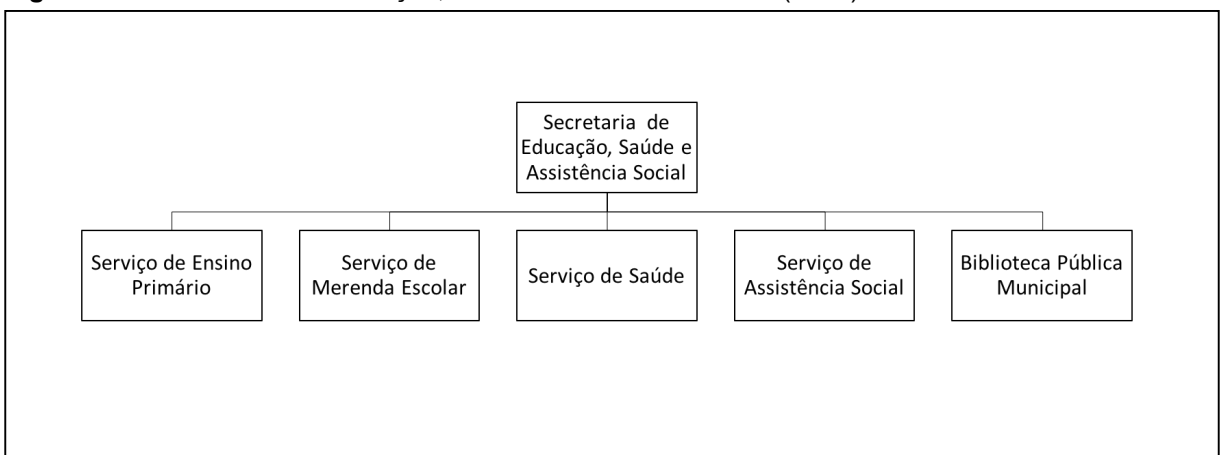 Secretaria de
Educação, Saúde e
Assistência Social
Serviço de Ensino
Primário
Serviço de
Merenda Escolar
Serviço de Saúde
Serviço de
Assistência Social
Biblioteca Pública
Municipal